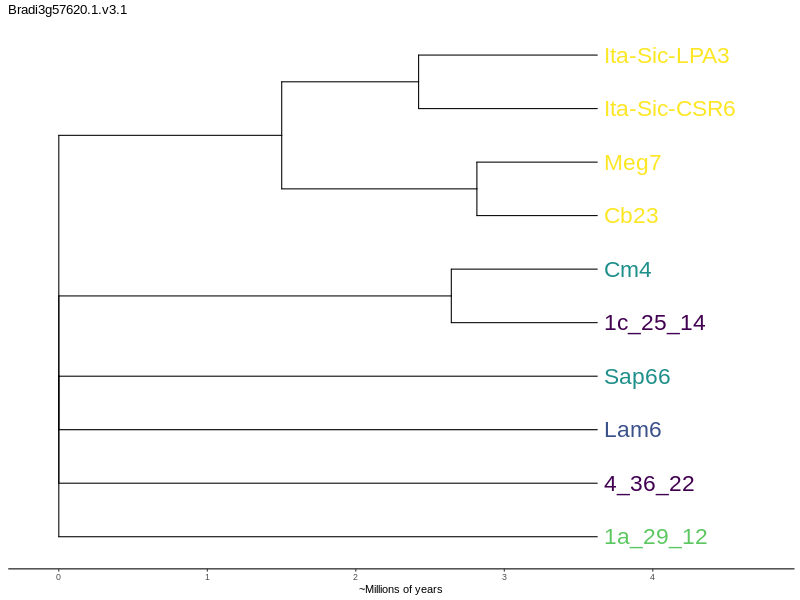 Bradi3g57620.1.v3.1
Ita-Sic-LPA3
Ita-Sic-CSR6
Meg7
Cb23
Cm4
1c_25_14
Sap66
Lam6
4_36_22
1a_29_12
0 1 2 3 4
~Millions of years